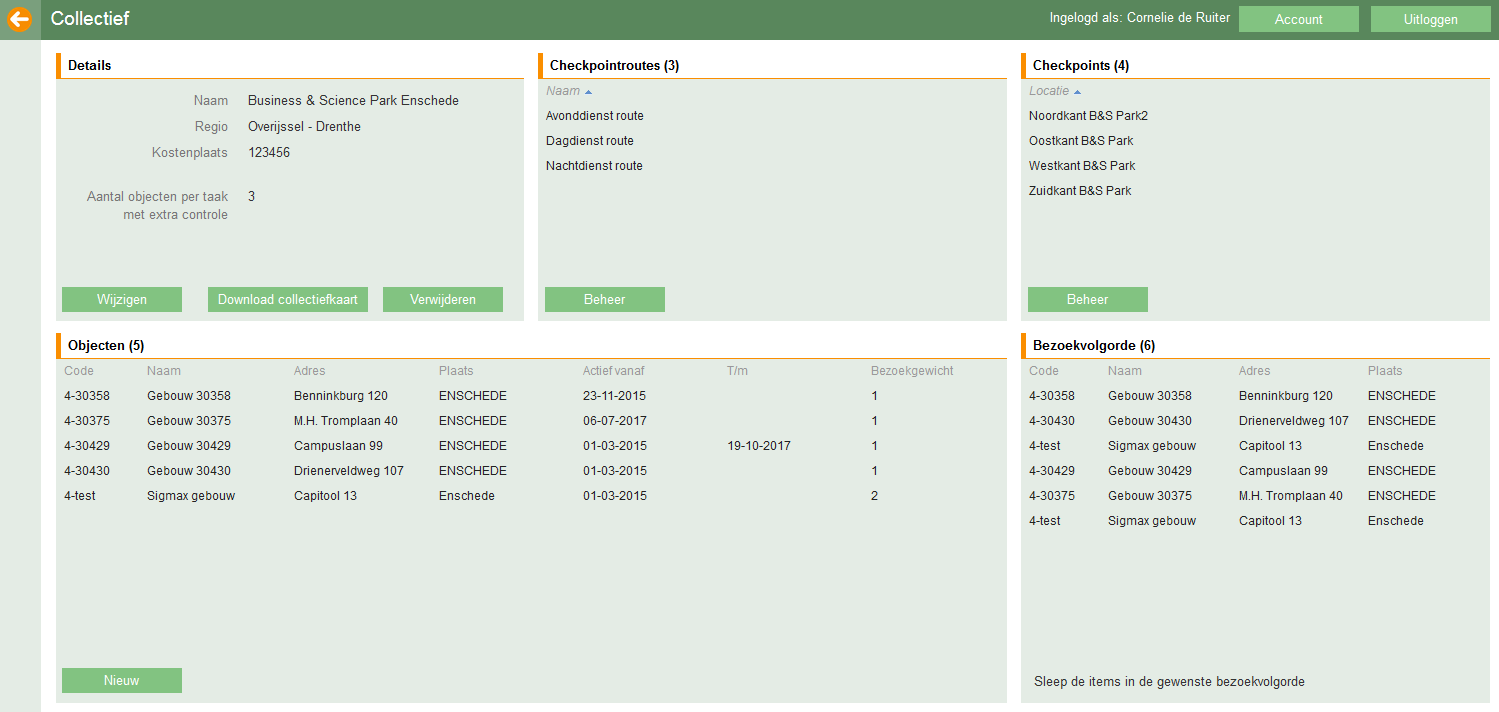 Collectief
Ingelogd als: Cornelie de Ruiter
Account
Uitloggen
Details
Naam Business & Science Park Enschede
Regio Overijssel - Drenthe
Kostenplaats 123456
Aantal objecten per taak 3
met extra controle
Wijzigen
Download collectiefkaart
Verwijderen
Checkpointroutes (3)
Naam
Avonddienst route
Dagdienst route
Nachtdienst route
Beheer
Checkpoints (4)
Locatie
Noordkant B&S Park2
Oostkant B&S Park
Westkant B&S Park
Zuidkant B&S Park
Beheer
Objecten (5)
Code Naam Adres Plaats Actief vanaf T/m Bezoekgewicht
4-30358 Gebouw 30358 Benninkburg 120 ENSCHEDE 23-11-2015 1
4-30375 Gebouw 30375 M.H. Tromplaan 40 ENSCHEDE 06-07-2017 1
4-30429 Gebouw 30429 Campuslaan 99 ENSCHEDE 01-03-2015 19-10-2017 1
4-30430 Gebouw 30430 Drienerveldweg 107 ENSCHEDE 01-03-2015 1
4-test Sigmax gebouw Capitool 13 Enschede 01-03-2015 2
Nieuw
Bezoekvolgorde (6)
Code Naam Adres Plaats
4-30358 Gebouw 30358 Benninkburg 120 ENSCHEDE
4-30430 Gebouw 30430 Drienerveldweg 107 ENSCHEDE
4-test Sigmax gebouw Capitool 13 Enschede
4-30429 Gebouw 30429 Campuslaan 99 ENSCHEDE
4-30375 Gebouw 30375 M.H. Tromplaan 40 ENSCHEDE
4-test Sigmax gebouw Capitool 13 Enschede
Sleep de items in de gewenste bezoekvolgorde